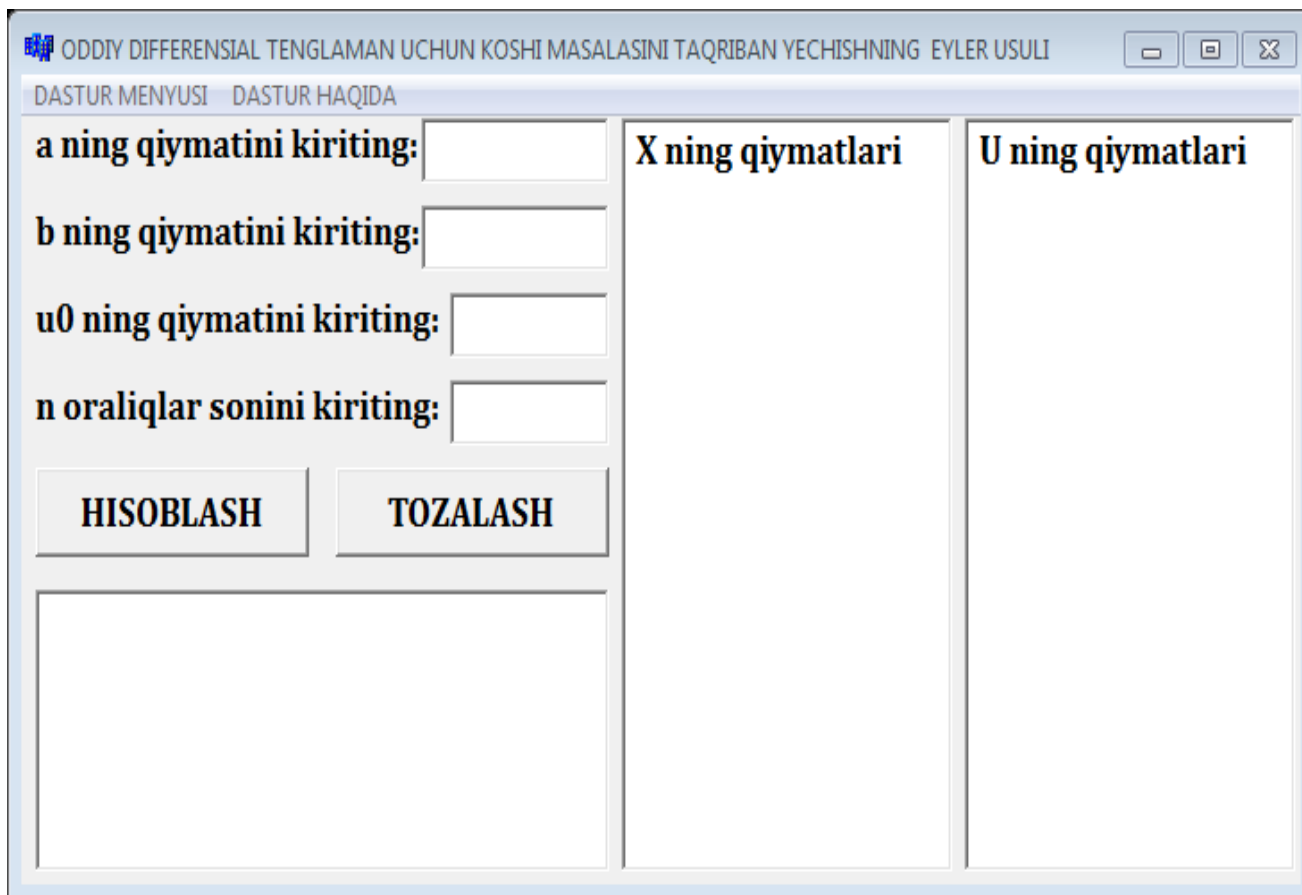 ODDIY DIFFERENSIAL TENGLAMAN UCHUN KOSHI MASALASINI TAQRIBAN YECHISHNING EYLER USULI
DASTUR MENYUSI DASTUR HAQIDA
a ning qiymatini kiriting:
b ning qiymatini kiriting:
u0 ning qiymatini kiriting:
n oraliqlar sonini kiriting:
HISOBLASH TOZALASH
X ning qiymatlari
U ning qiymatlari